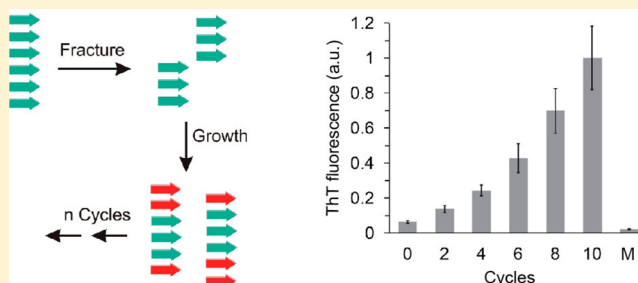 Fracture
Growth
n Cycles
ThT fluorescence (a.u.)
1.2
1
0.8
0.6
0.4
0.2
0
0 2 4 6 8 10 M
Cycles